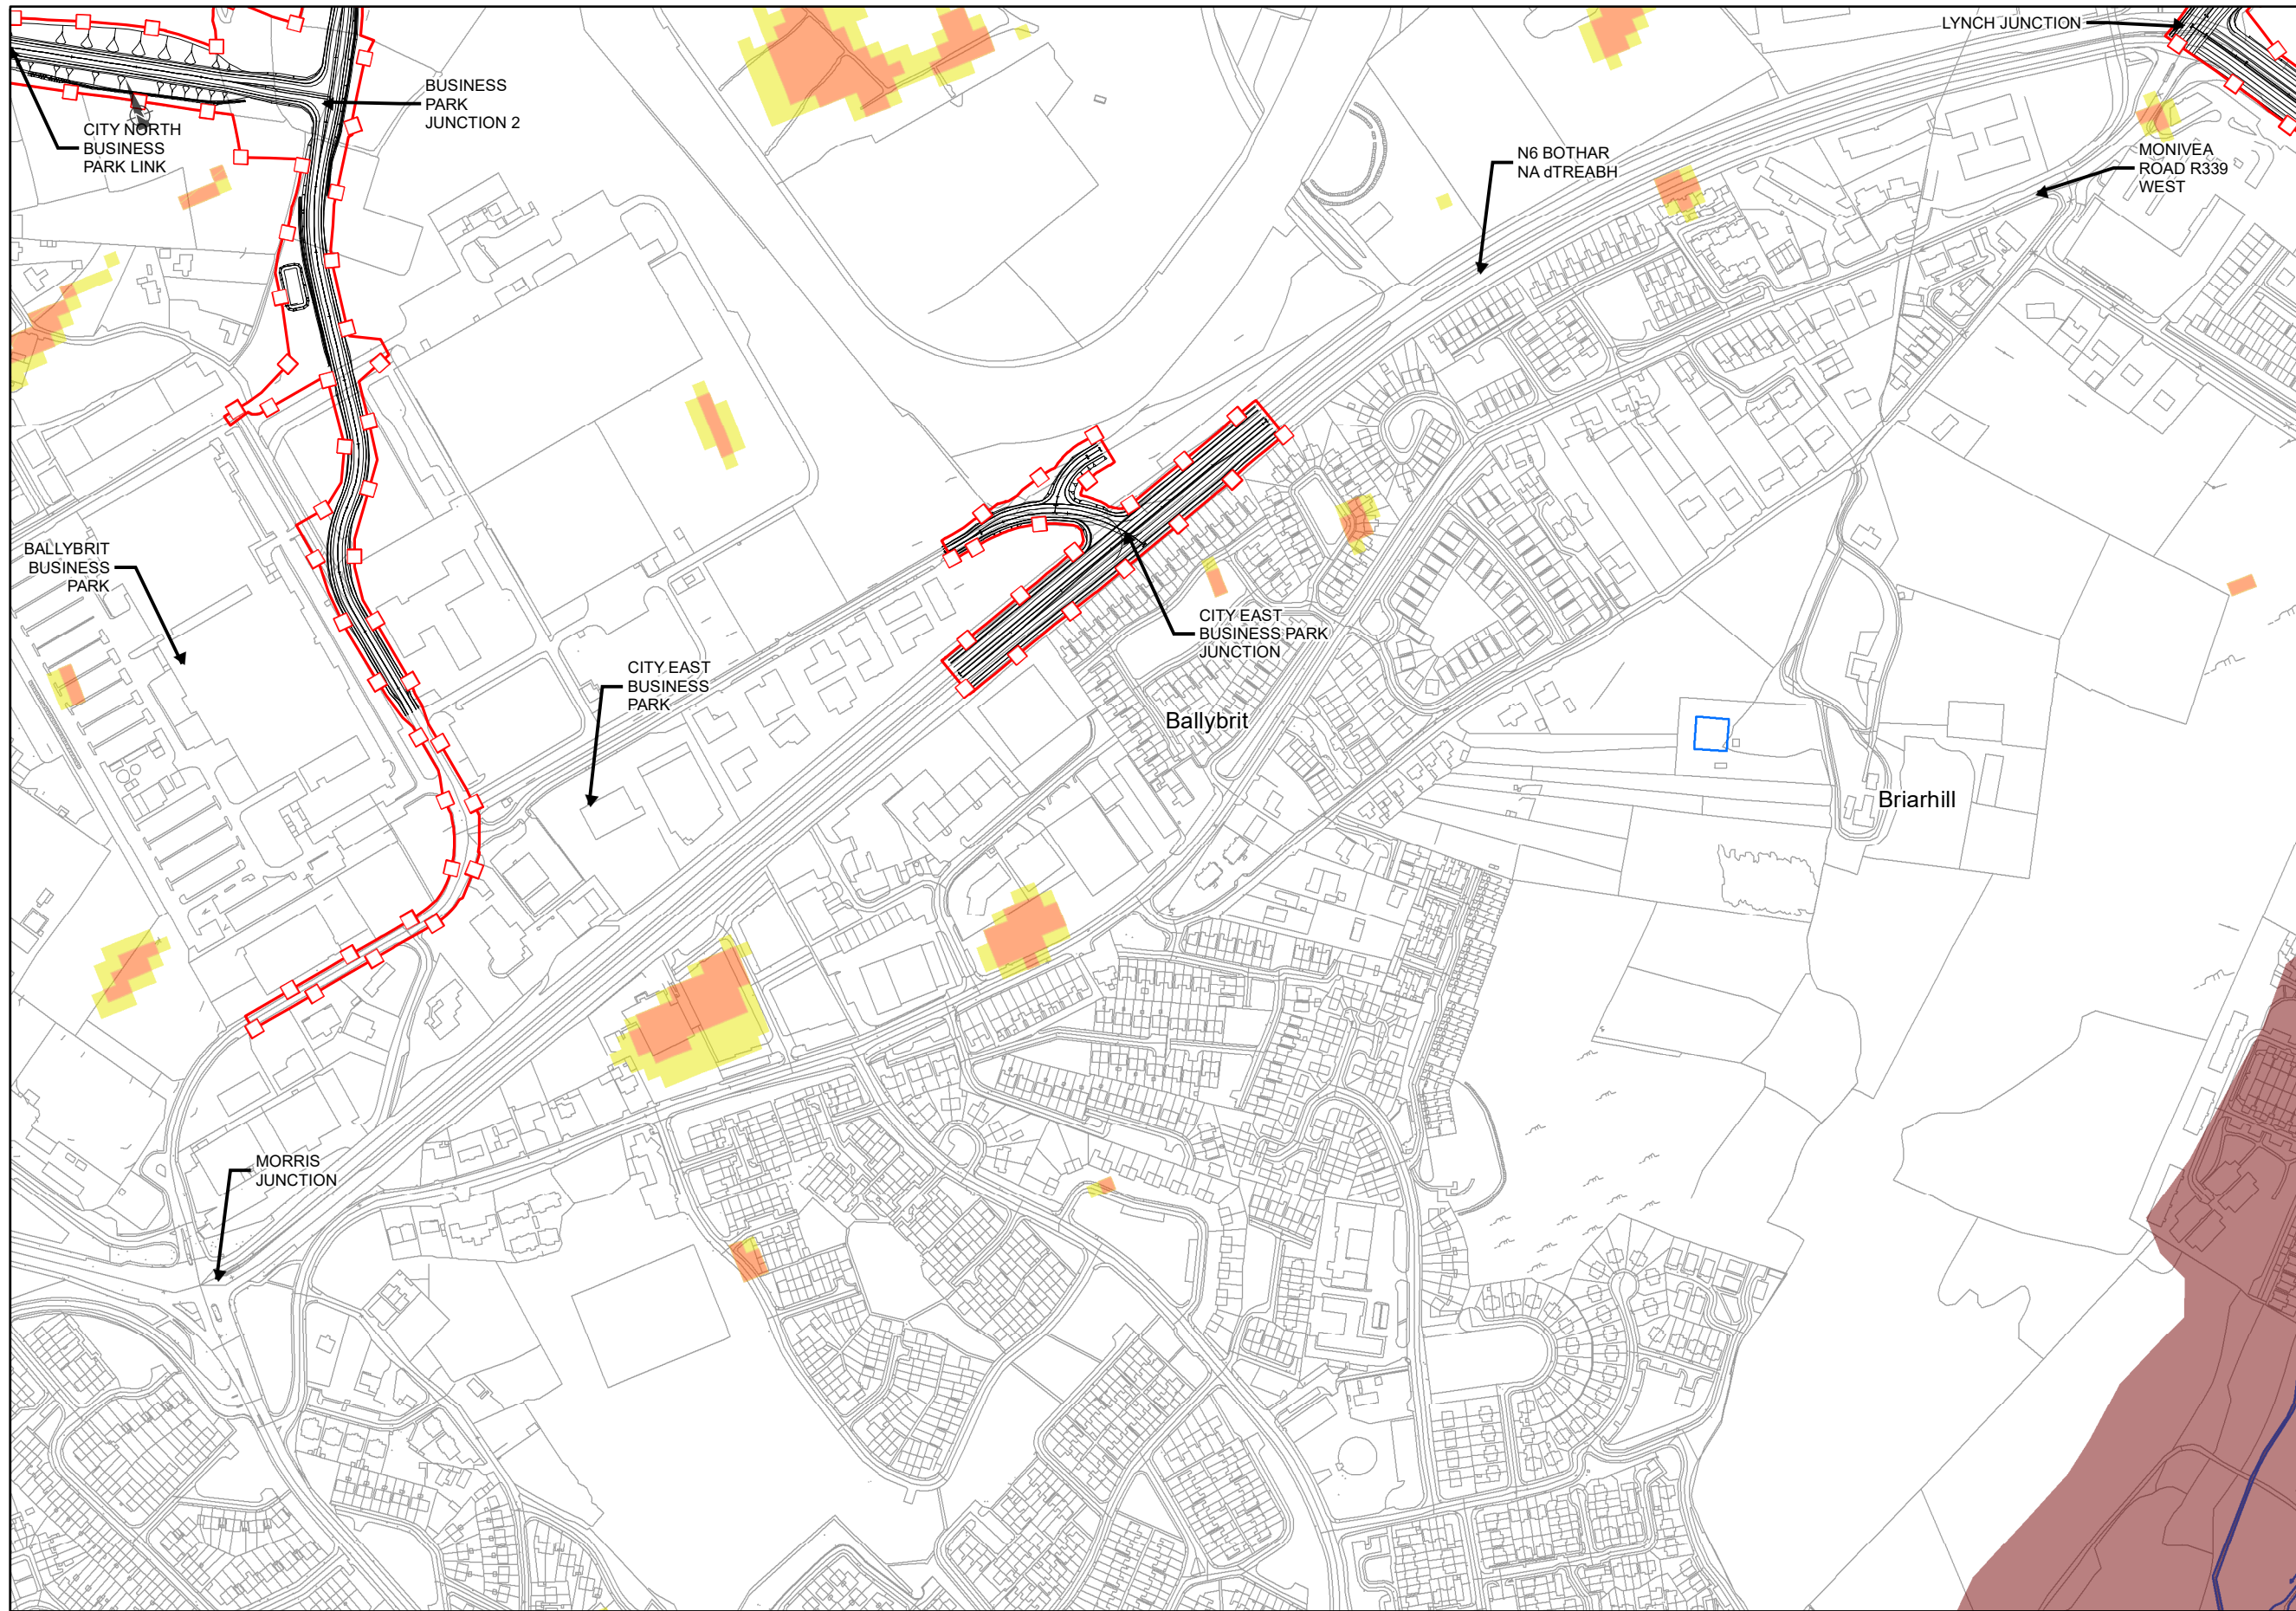 LYNCH JUNCTION
BUSINESS
PARK
JUNCTION 2
CITY NORTH
BUSINESS
PARK LINK
N6 BOTHAR
NA dTREABH
MONIVEA
ROAD R339
WEST
BALLYBRIT
BUSINESS
PARK
CITY EAST
BUSINESS PARK
JUNCTION
CITY EAST
BUSINESS
PARK
Ballybrit
Briarhill
MORRIS
JUNCTION